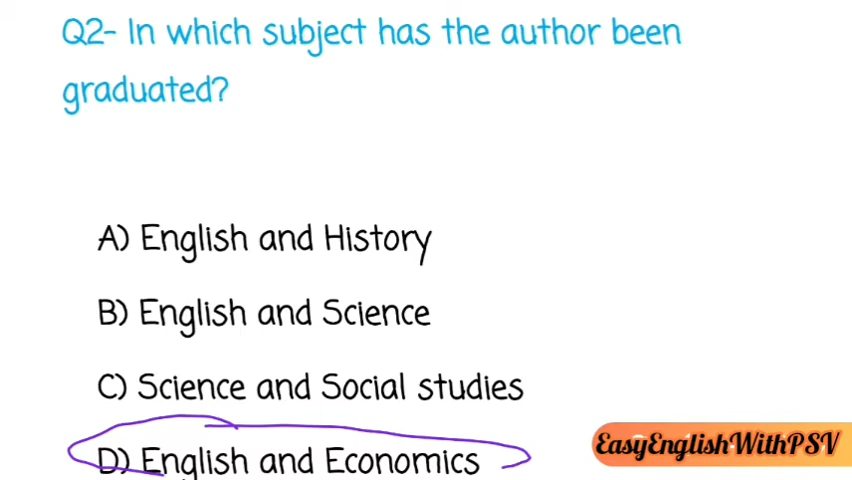 Q2- In which subject has the author been
graduated?
A) English and History
B) English and Science
C) Science and Social studies
D) English and Economics
EasyEnglishWithPSV